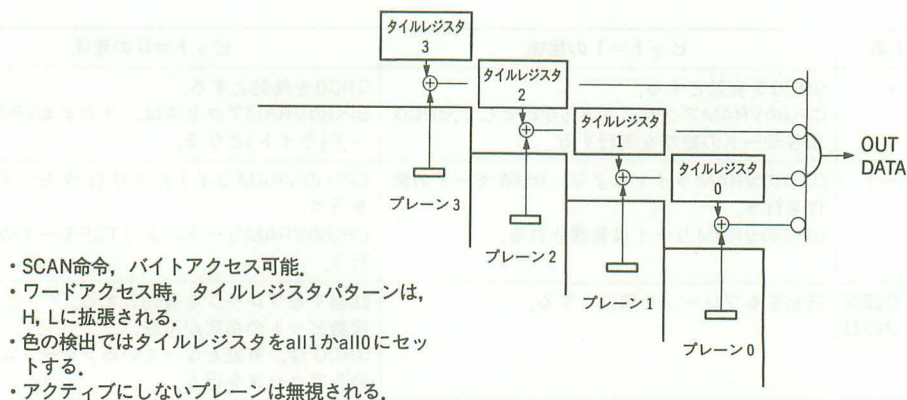 タイルレジスタ
3
タイルレジスタ
2
タイルレジスタ
1
タイルレジスタ
0
OUT
DATA
プレーン3
プレーン2
プレーン1
プレーン0
・SCAN命令，バイトアクセス可能．
・ワードアクセス時，タイルレジスタパターンは，
H, Lに拡張される．
・色の検出ではタイルレジスタをall1かall0にセッ
トする．
・アクティブにしないプレーンは無視される．